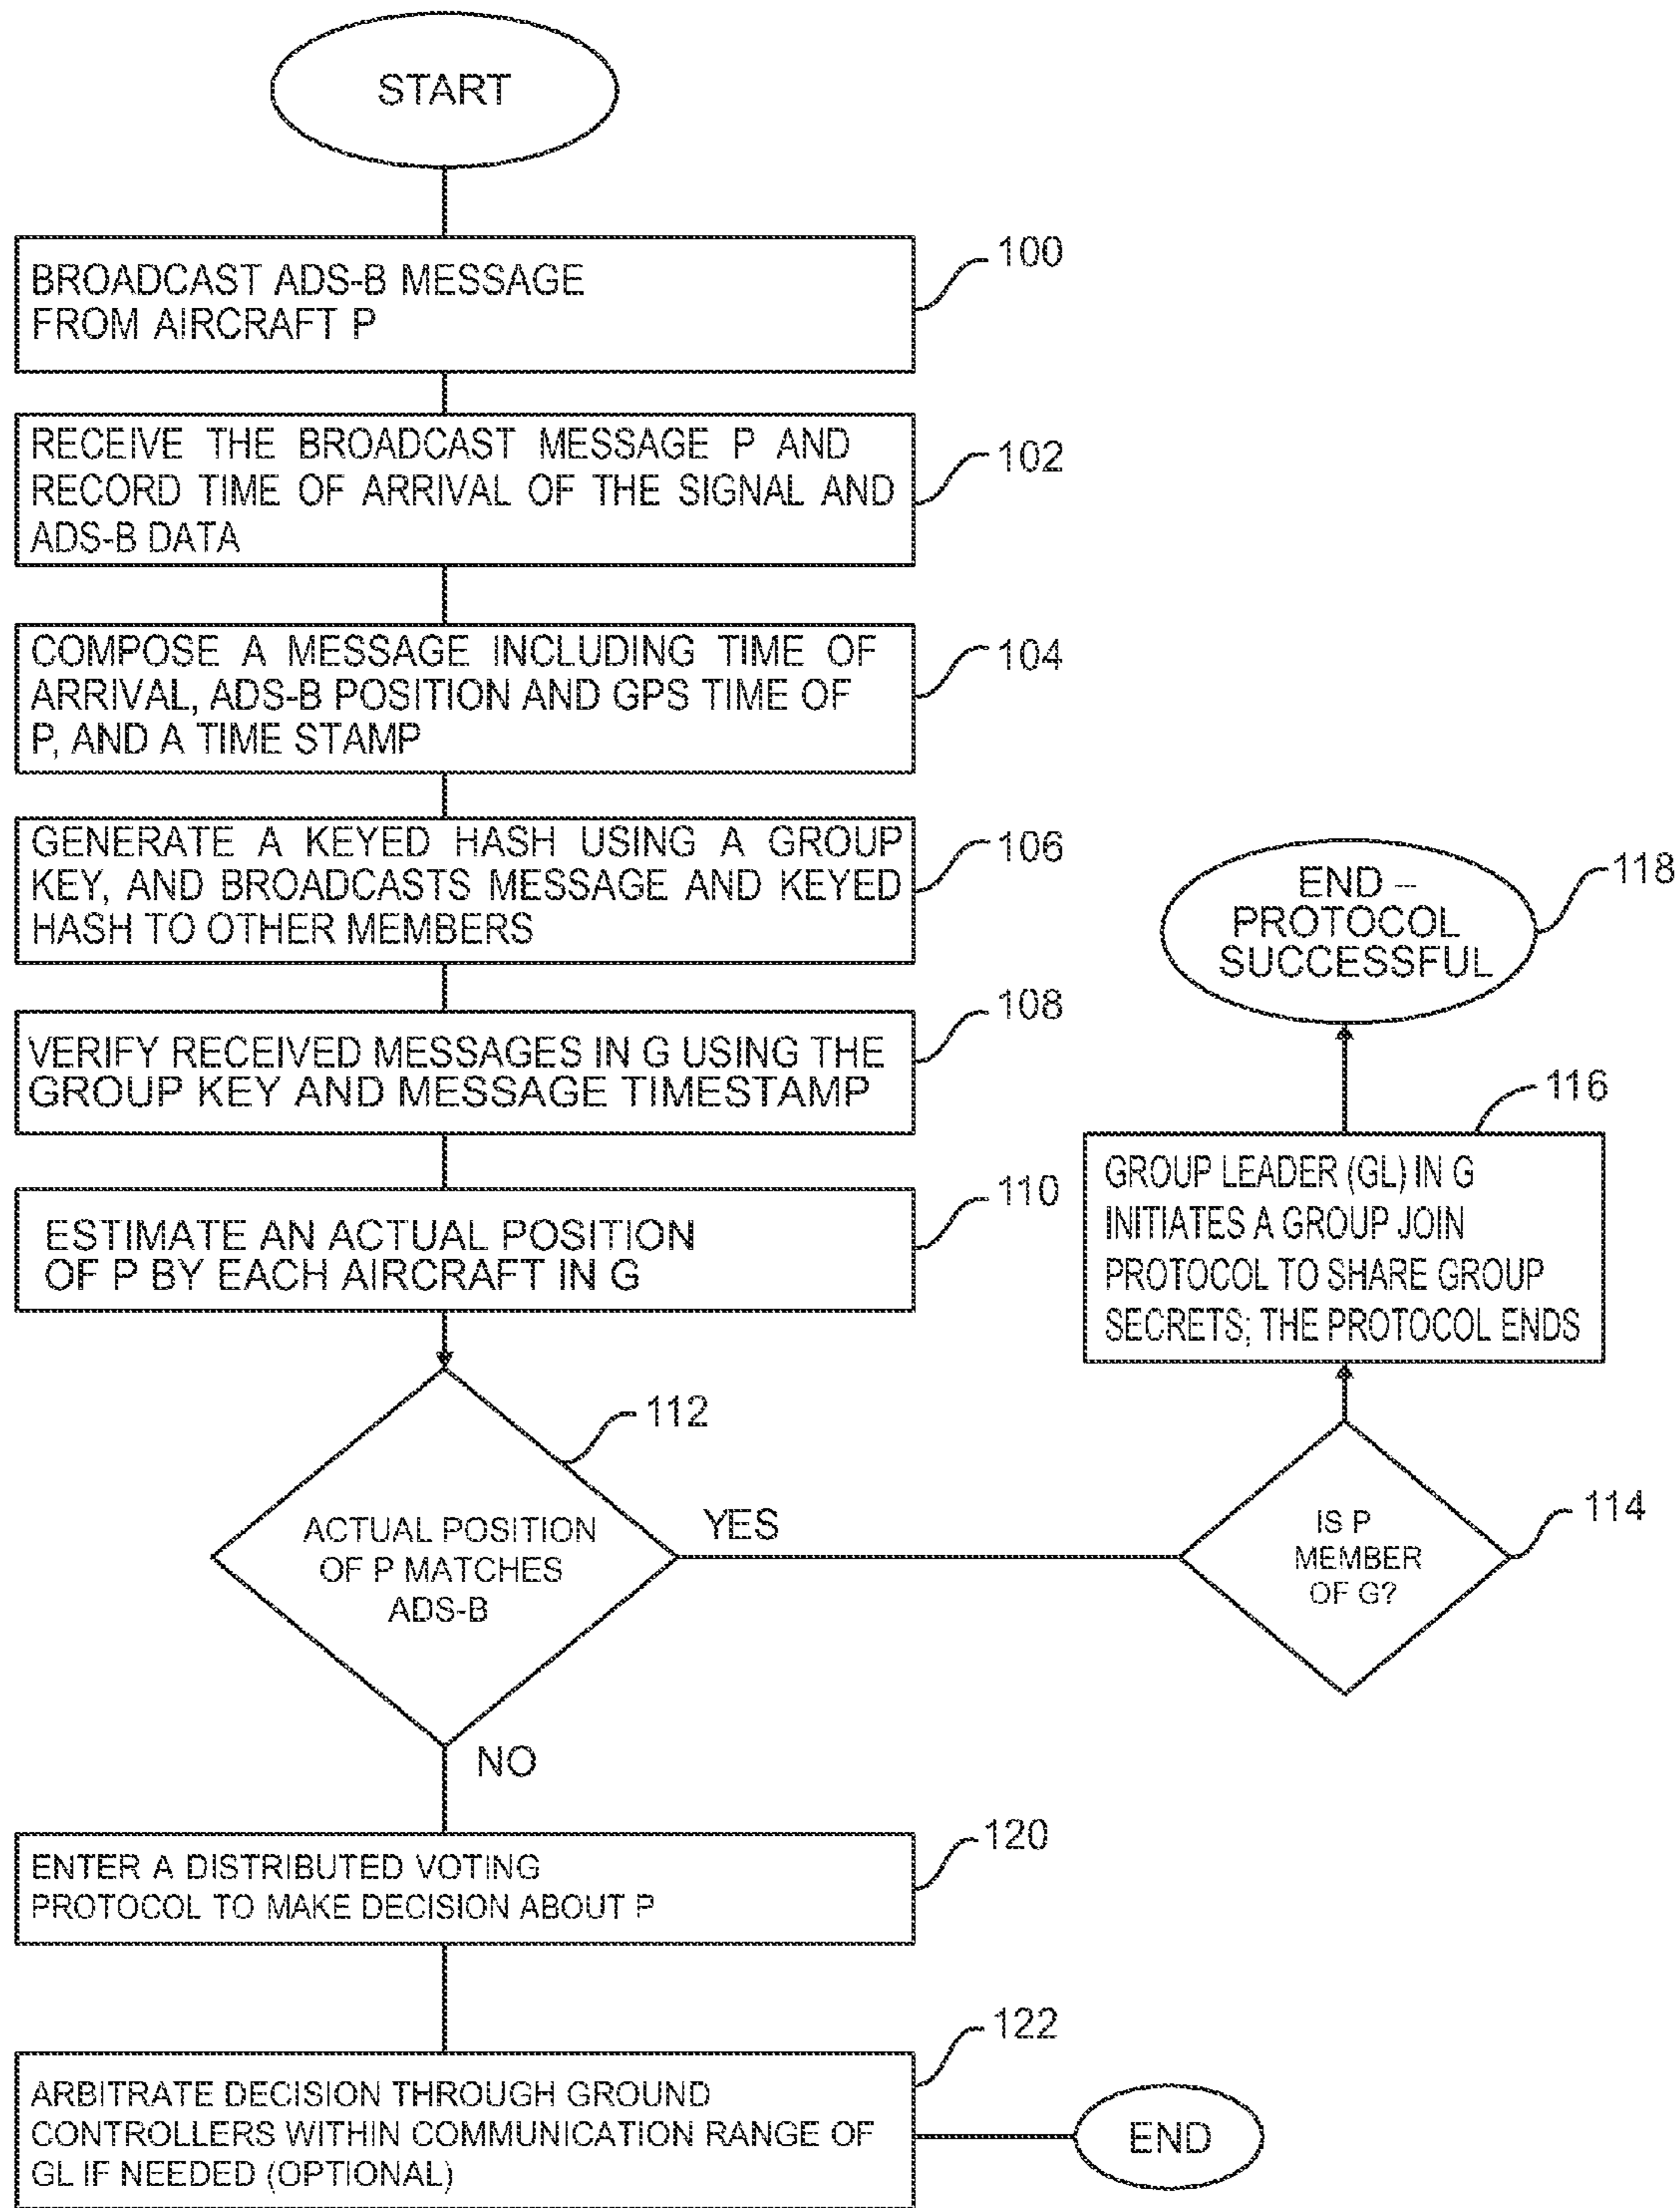 START
BROADCAST ADS-B MESSAGE
FROM AIRCRAFT P
100
RECEIVE THE BROADCAST MESSAGE P AND
RECORD TIME OF ARRIVAL OF THE SIGNAL AND
ADS-B DATA
102
COMPOSE A MESSAGE INCLUDING TIME OF
ARRIVAL, ADS-B POSITION AND GPS TIME OF
P, AND A TIME STAMP
104
GENERATE A KEYED HASH USING A GROUP
KEY, AND BROADCASTS MESSAGE AND KEYED
HASH TO OTHER MEMBERS
106
VERIFY RECEIVED MESSAGES IN G USING THE
GROUP KEY AND MESSAGE TIMESTAMP
108
ESTIMATE AN ACTUAL POSITION
OF P BY EACH AIRCRAFT IN G
110
ACTUAL POSITION
OF P MATCHES
ADS-B
112
YES
IS P
MEMBER
OF G?
114
GROUP LEADER (GL) IN G
INITIATES A GROUP JOIN
PROTOCOL TO SHARE GROUP
SECRETS; THE PROTOCOL ENDS
116
END --
PROTOCOL
SUCCESSFUL
118
NO
ENTER A DISTRIBUTED VOTING
PROTOCOL TO MAKE DECISION ABOUT P
120
ARBITRATE DECISION THROUGH GROUND
CONTROLLERS WITHIN COMMUNICATION RANGE OF
GL IF NEEDED (OPTIONAL)
122
END